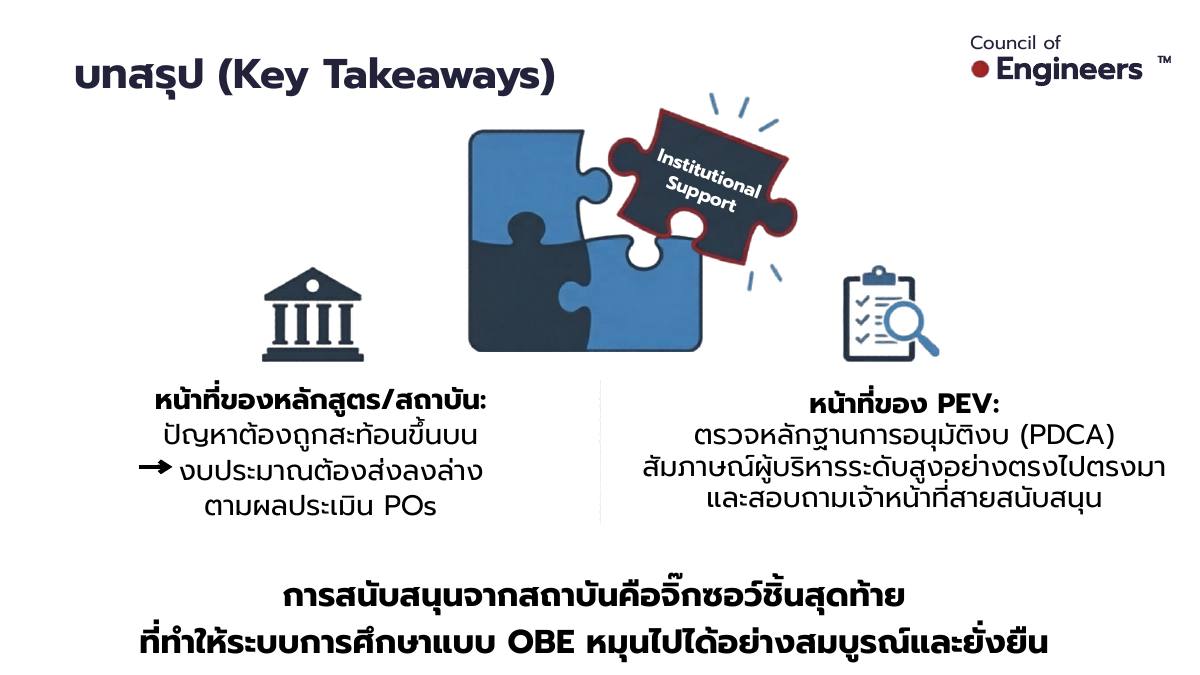 บทสรุป (Key Takeaways)
Council of
Engineers ™
Institutional
Support
หน้าที่ของหลักสูตร/สถาบัน:
ปัญหาต้องถูกสะท้อนขึ้นบน
→ งบประมาณต้องส่งลงล่าง
ตามผลประเมิน POs
หน้าที่ของ PEV:
ตรวจหลักฐานการอนุมัติงบ (PDCA)
สัมภาษณ์ผู้บริหารระดับสูงอย่างตรงไปตรงมา
และสอบถามเจ้าหน้าที่สายสนับสนุน
การสนับสนุนจากสถาบันคือจิ๊กซอว์ชิ้นสุดท้าย
ที่ทำให้ระบบการศึกษาแบบ OBE หมุนไปได้อย่างสมบูรณ์และยั่งยืน